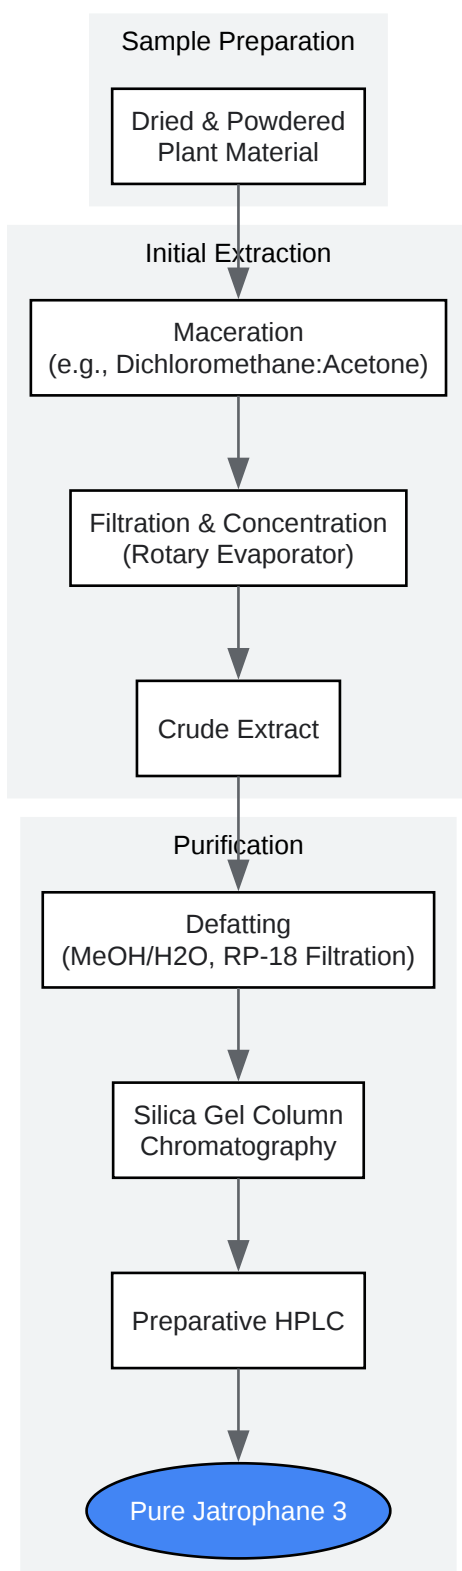 Sample Preparation
Dried & Powdered
Plant Material
Initial Extraction
Maceration
(e.g., Dichloromethane:Acetone)
Filtration & Concentration
(Rotary Evaporator)
Crude Extract
Purification
Defatting
(MeOH/H2O, RP-18 Filtration)
Silica Gel Column
Chromatography
Preparative HPLC
Pure Jatrophane 3